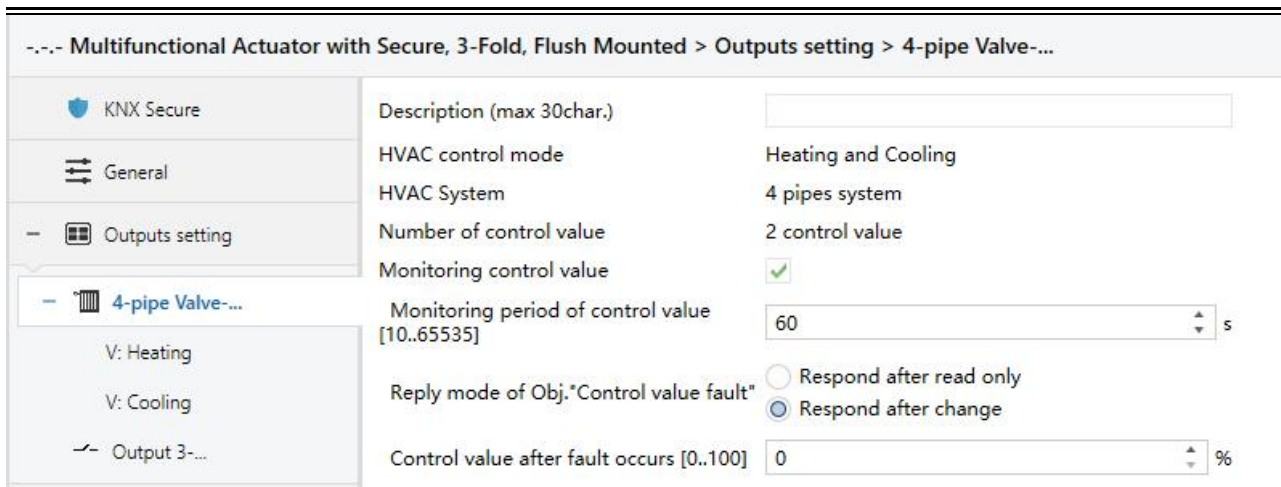 -.-.- Multifunctional Actuator with Secure, 3-Fold, Flush Mounted > Outputs setting > 4-pipe Valve-...
KNX Secure
General
Outputs setting
4-pipe Valve-...
V: Heating
V: Cooling
Output 3-...
Description (max 30char.)
HVAC control mode Heating and Cooling
HVAC System 4 pipes system
Number of control value 2 control value
Monitoring control value
Monitoring period of control value
[10..65535] 60 s
Reply mode of Obj."Control value fault" Respond after read only
Respond after change
Control value after fault occurs [0..100] 0 %